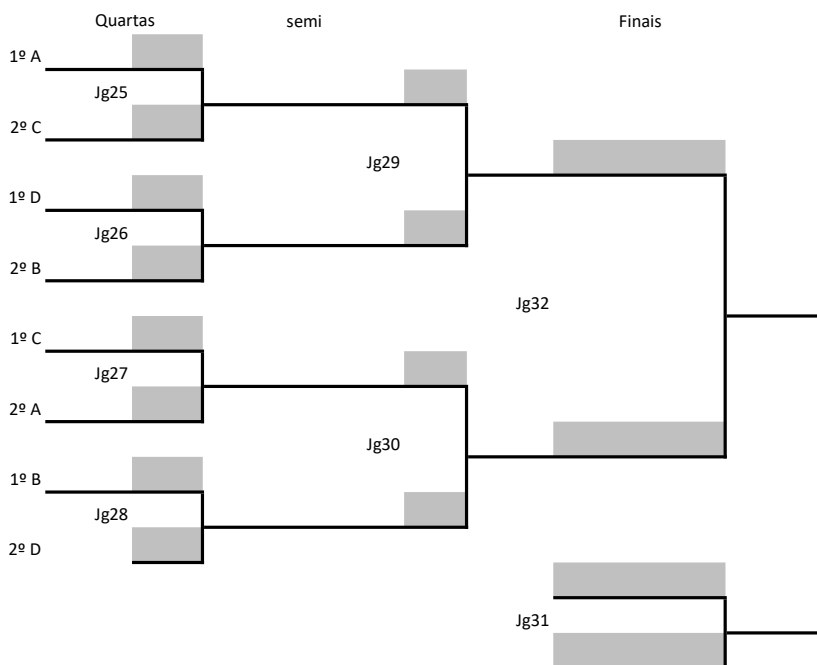 Quartas semi Finais
1º A
Jg25
2º C
Jg29
1º D
Jg26
2º B
Jg32
1º C
Jg27
2º A
Jg30
1º B
Jg28
2º D
Jg31